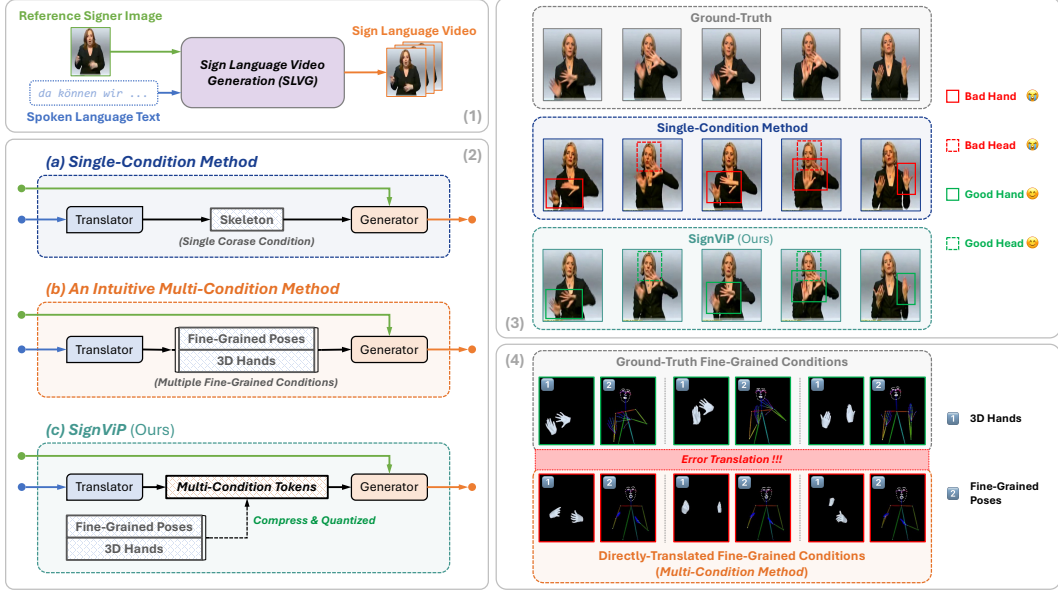 Reference Signer Image
da können wir ...
Spoken Language Text
Sign Language Video
Generation (SLVG)
Sign Language Video
(1)
(2)
(a) Single-Condition Method
Translator
Skeleton
Generator
(Single Corase Condition)
(b) An Intuitive Multi-Condition Method
Translator
Fine-Grained Poses
3D Hands
Generator
(Multiple Fine-Grained Conditions)
(c) SignViP (Ours)
Translator
Multi-Condition Tokens
Generator
Compress & Quantized
Fine-Grained Poses
3D Hands
Ground-Truth
Single-Condition Method
SignViP (Ours)
(3)
Bad Hand
Bad Head
Good Hand
Good Head
(4)
Ground-Truth Fine-Grained Conditions
1 2 1 2 1 2
Error Translation !!!
1 2 1 2 1 2
Directly-Translated Fine-Grained Conditions
(Multi-Condition Method)
1 3D Hands
2 Fine-Grained
Poses